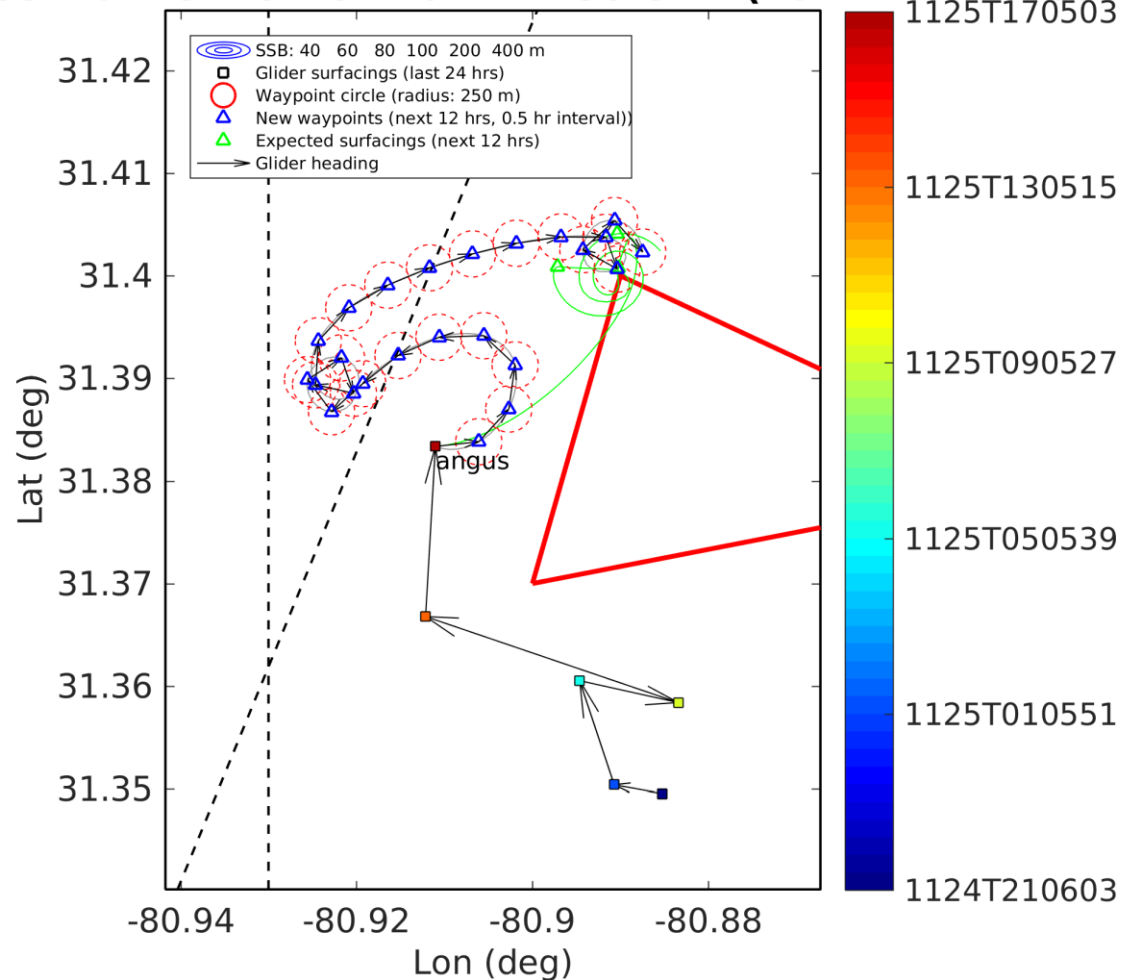 SSB: 40 60 80 100 200 400 m
Glider surfacings (last 24 hrs)
Waypoint circle (radius: 250 m)
New waypoints (next 12 hrs, 0.5 hr interval))
Expected surfacings (next 12 hrs)
Glider heading
31.42
31.41
31.4
31.39
31.38
31.37
31.36
31.35
Lat (deg)
angus
-80.94
-80.92
-80.9
-80.88
Lon (deg)
1125T170503
1125T130515
1125T090527
1125T050539
1125T010551
1124T210603